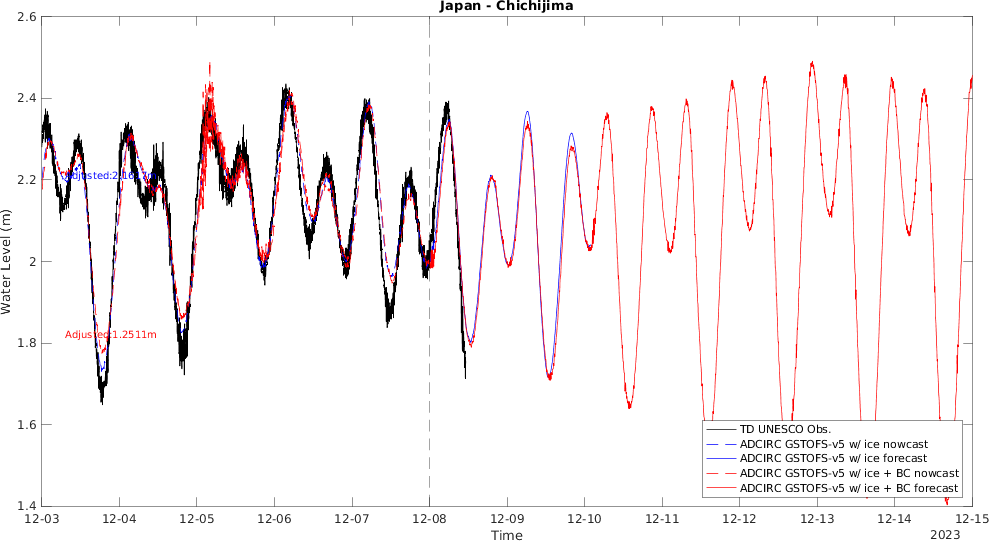 Japan - Chichijima
2.6
2.4
2.2
2
1.8
1.6
1.4
Water Level (m)
Adjusted:1.2511m
TD UNESCO Obs.
ADCIRC GSTOFS-v5 w/ ice nowcast
ADCIRC GSTOFS-v5 w/ ice forecast
ADCIRC GSTOFS-v5 w/ ice + BC nowcast
ADCIRC GSTOFS-v5 w/ ice + BC forecast
12-03 12-04 12-05 12-06 12-07 12-08 12-09 12-10 12-11 12-12 12-13 12-14 12-15
Time
2023